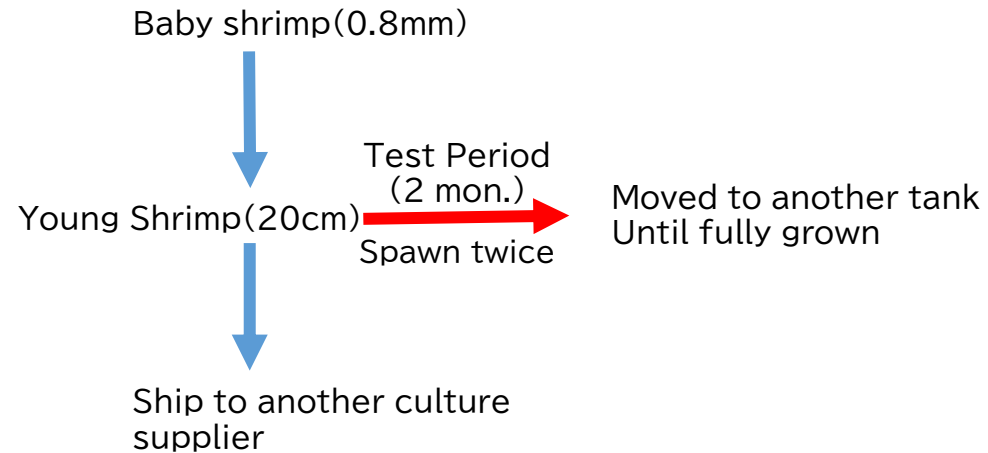 Baby shrimp(0.8mm)
Test Period
(2 mon.)
Young Shrimp(20cm)
Spawn twice
Moved to another tank
Until fully grown
Ship to another culture
supplier